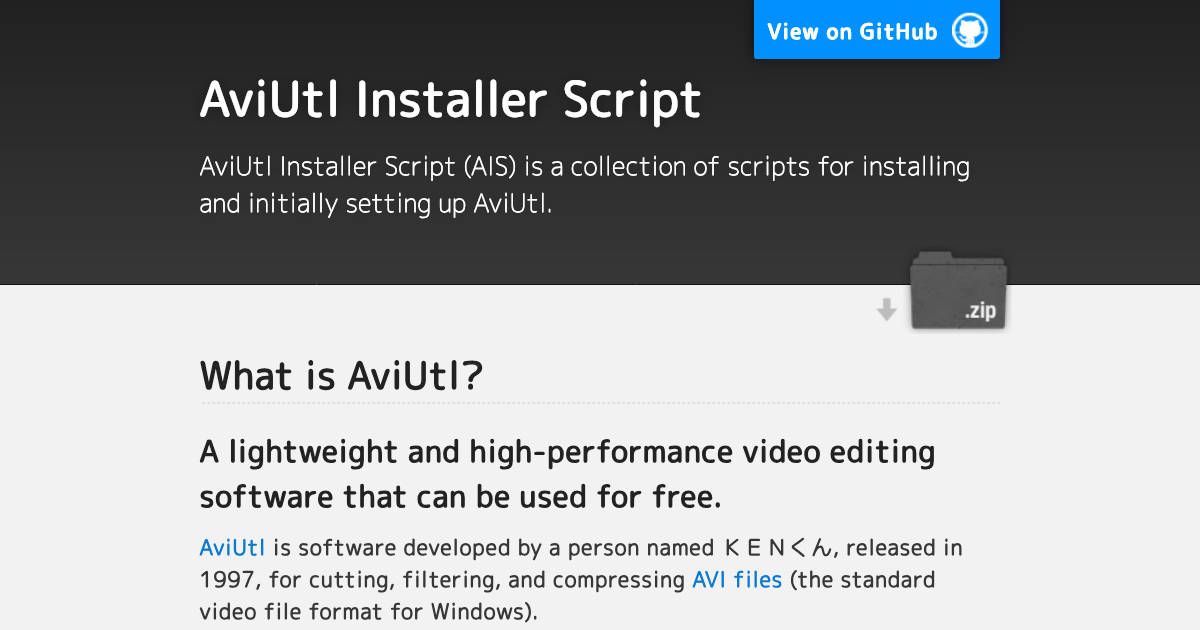 View on GitHub
AviUtl Installer Script
AviUtl Installer Script (AIS) is a collection of scripts for installing
and initially setting up AviUtl.
.zip
What is AviUtl?
A lightweight and high-performance video editing
software that can be used for free.
AviUtl is software developed by a person named ＫＥＮくん, released in
1997, for cutting, filtering, and compressing AVI files (the standard
video file format for Windows).